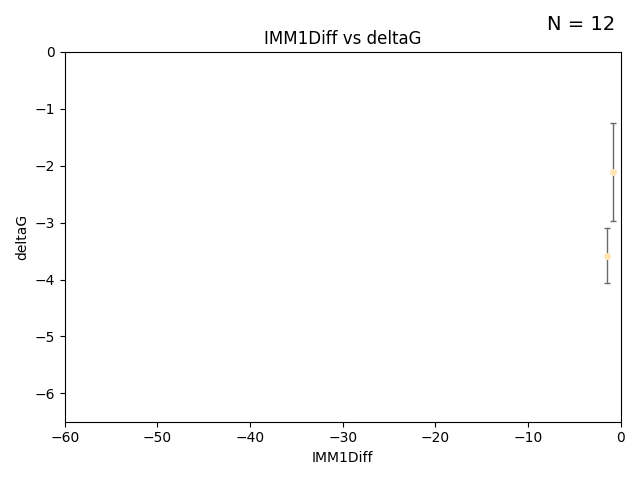 N = 12
IMM1Diff vs deltaG
0
−1
−2
−3
−4
−5
−6
deltaG
−60 −50 −40 −30 −20 −10 0
IMM1Diff